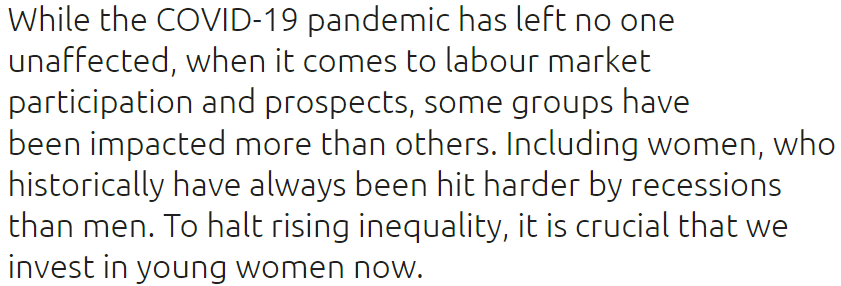 While the COVID-19 pandemic has left no one
unaffected, when it comes to labour market
participation and prospects, some groups have
been impacted more than others. Including women, who
historically have always been hit harder by recessions
than men. To halt rising inequality, it is crucial that we
invest in young women now.